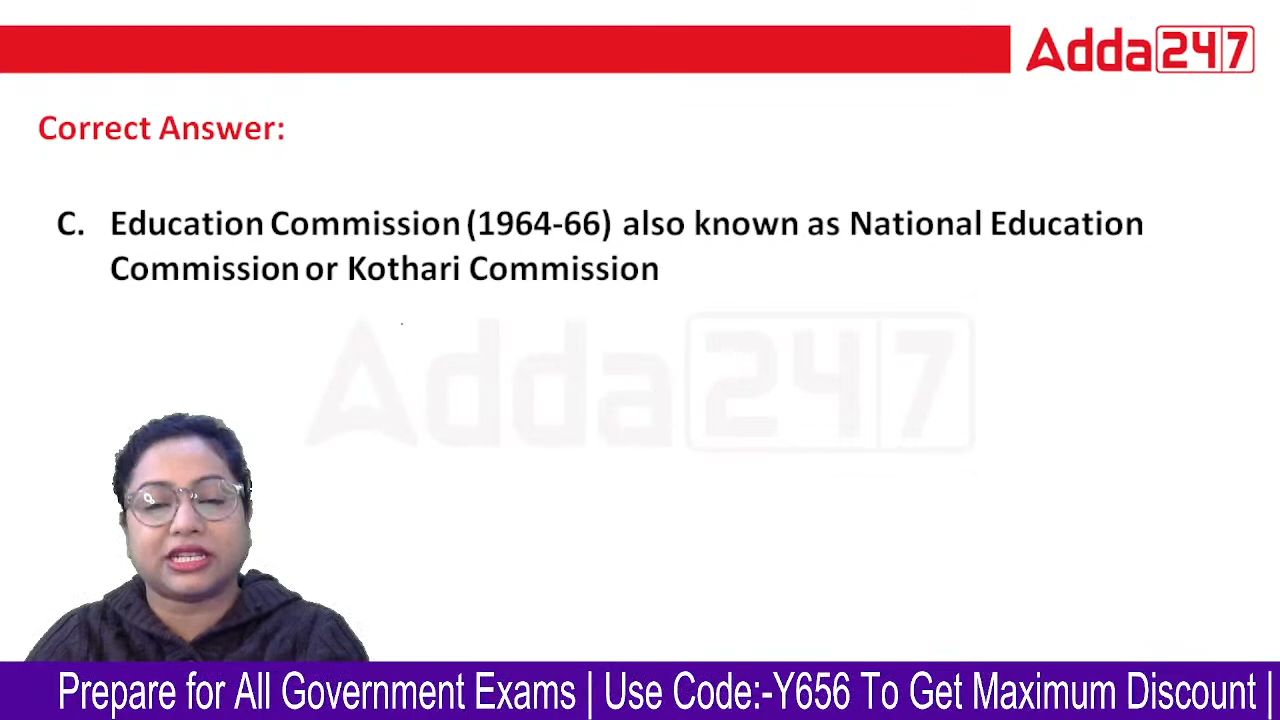 Adda247
Correct Answer:
C. Education Commission (1964-66) also known as National Education
Commission or Kothari Commission
Adda247
Prepare for All Government Exams | Use Code:-Y656 To Get Maximum Discount |